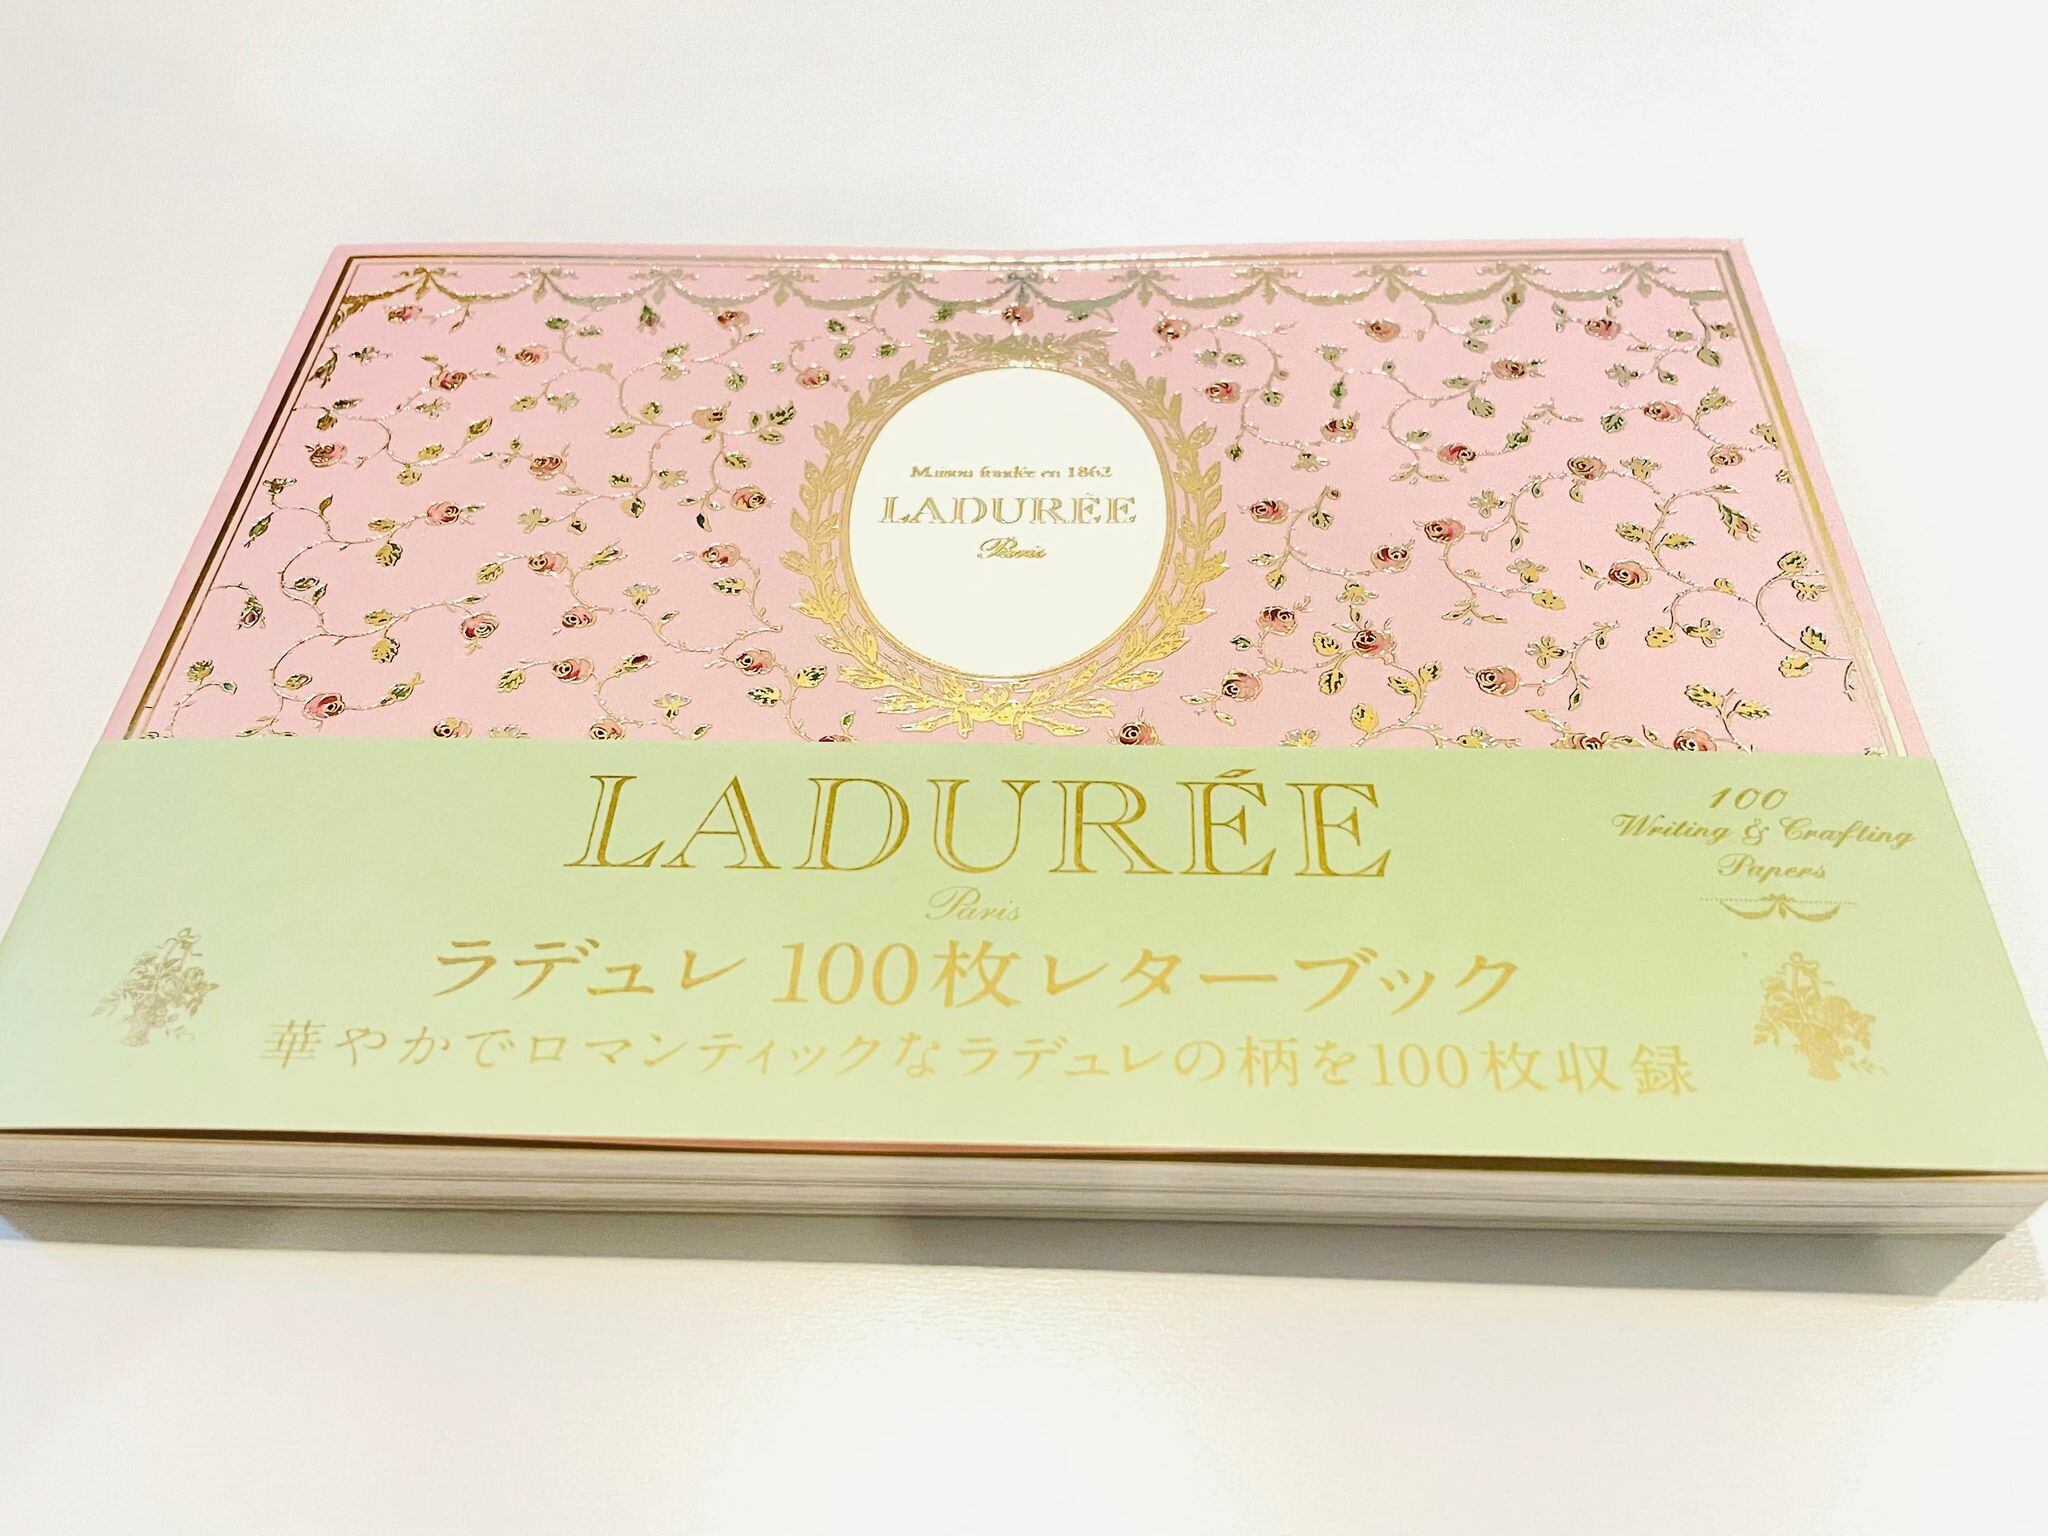 Maison fondée en 1862
LADURÉE
Paris
LADURÉE
Paris
100
Writing & Crafting
Papers
ラデュレ 100枚レターブック
華やかでロマンティックなラデュレの柄を100枚収録